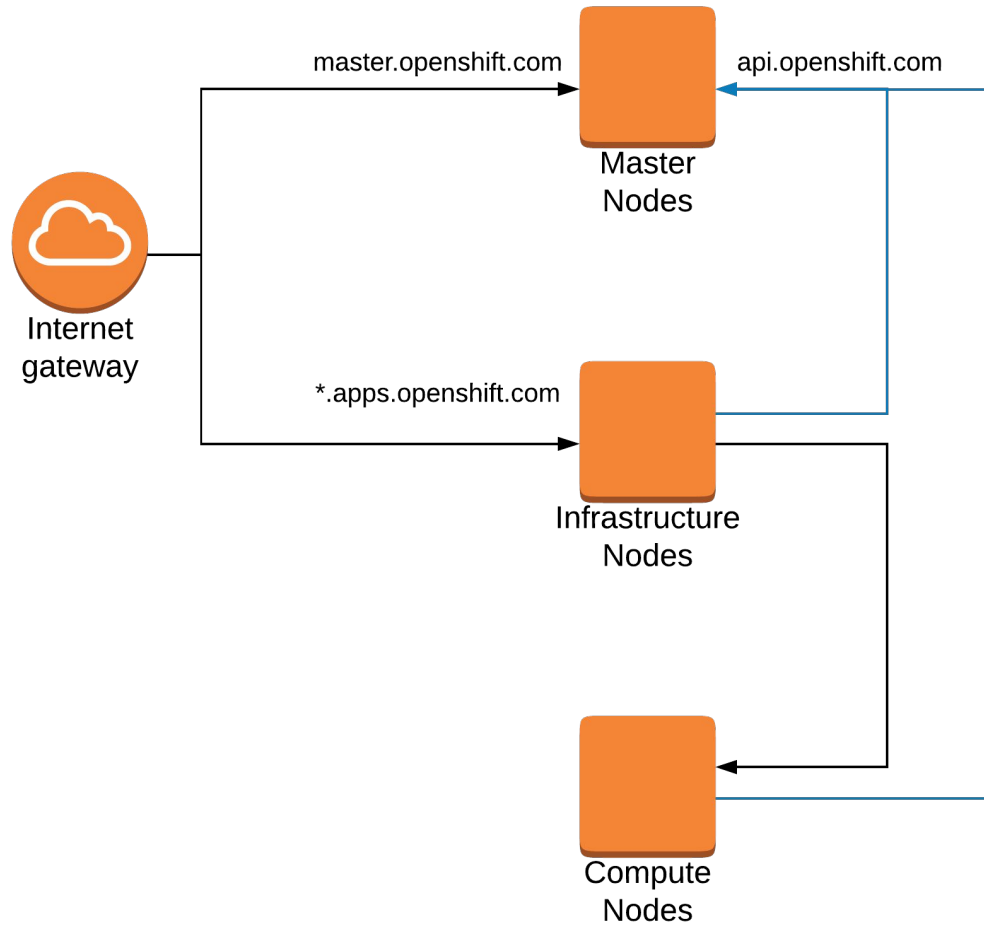 master.openshift.com
api.openshift.com
Master
Nodes
Internet
gateway
*.apps.openshift.com
Infrastructure
Nodes
Compute
Nodes